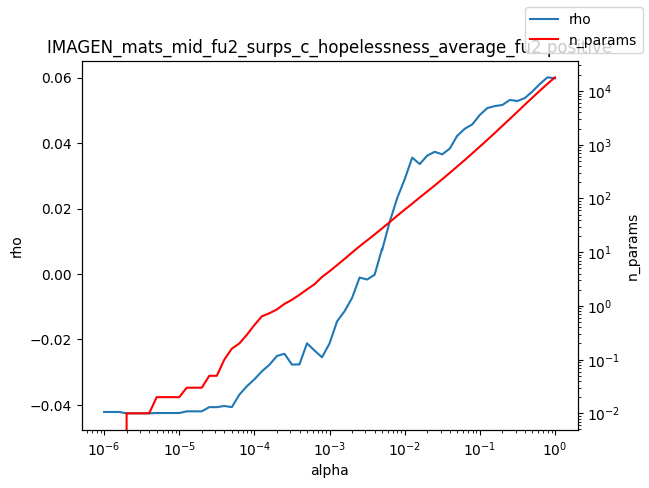 rho
n_params
IMAGEN_mats_mid_fu2_surps_c_hopelessness_average_fu2 positive
0.06
0.04
0.02
0.00
−0.02
−0.04
rho
10⁴
10³
10²
10¹
10⁰
10⁻¹
10⁻²
n_params
10⁻⁶ 10⁻⁵ 10⁻⁴ 10⁻³ 10⁻² 10⁻¹ 10⁰
alpha